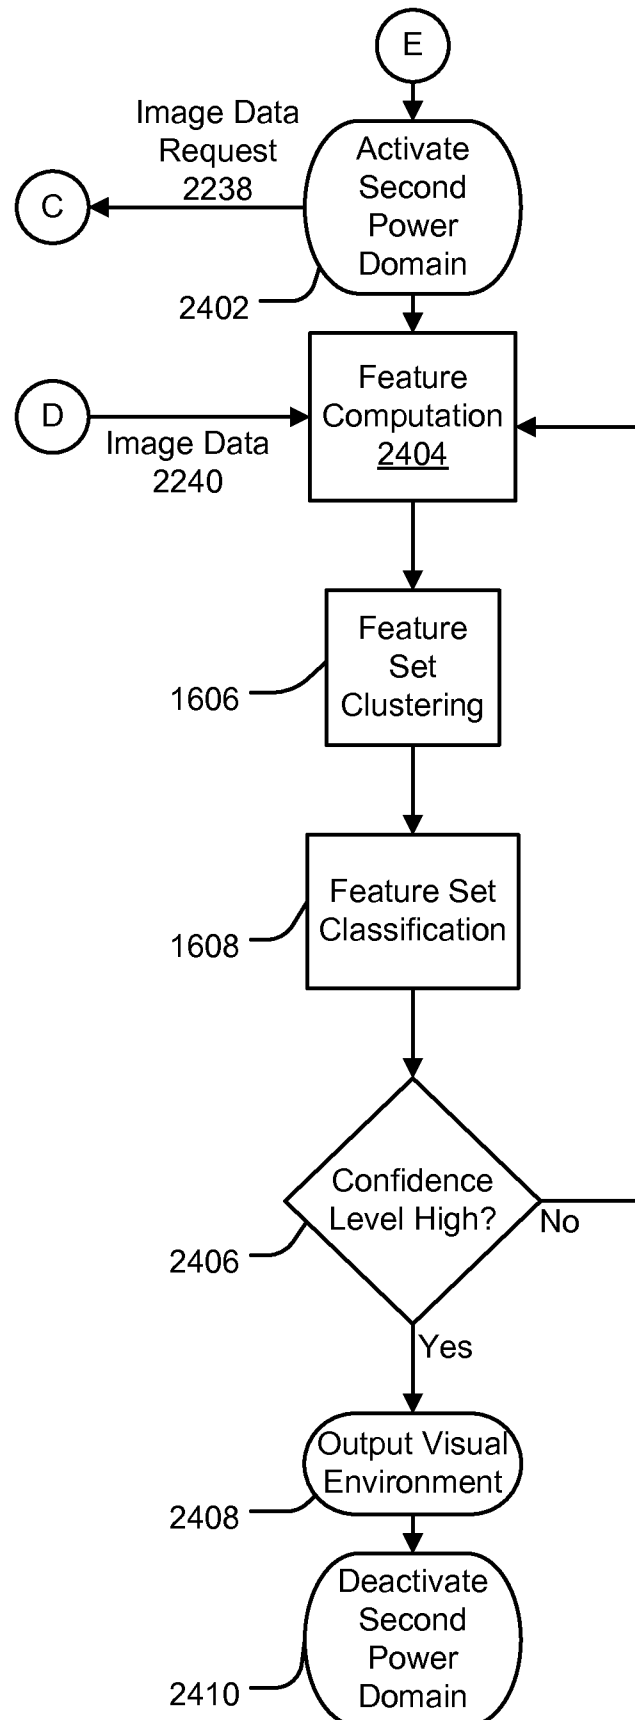 E
Image Data
Request
2238
Activate
Second
Power
Domain
C
2402
D
Image Data
2240
Feature
Computation
2404
Feature
Set
Clustering
1606
Feature Set
Classification
1608
Confidence
Level High?
No
2406
Yes
Output Visual
Environment
2408
Deactivate
Second
Power
Domain
2410